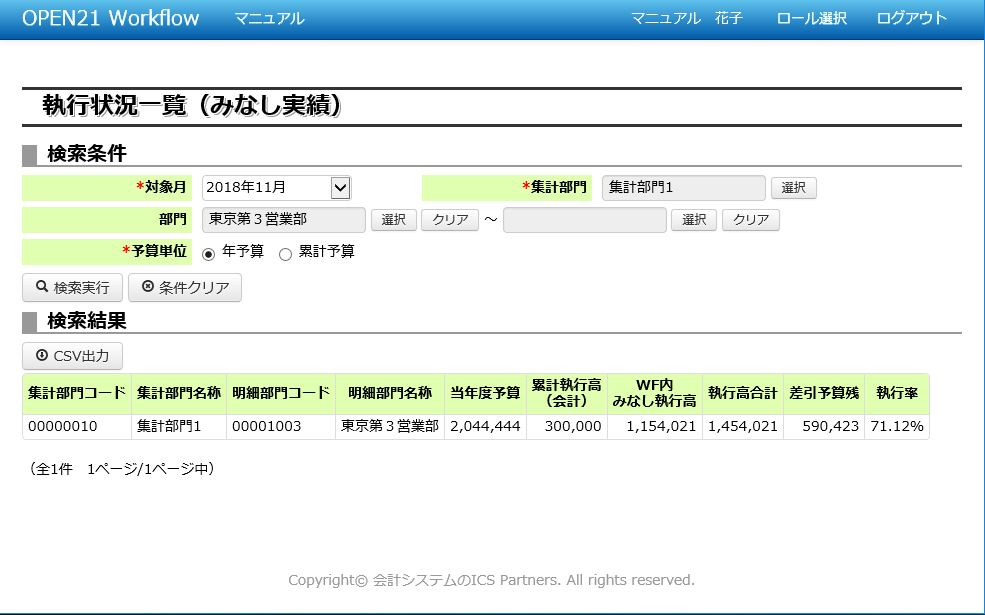 OPEN21 Workflow マニュアル マニュアル 花子 ロール選択 ログアウト
執行状況一覧（みなし実績）
検索条件
*対象月 2018年11月 *集計部門 集計部門1 選択
部門 東京第３営業部 選択 クリア ～ 選択 クリア
*予算単位 年予算 累計予算
検索実行 条件クリア
検索結果
CSV出力
集計部門コード 集計部門名称 明細部門コード 明細部門名称 当年度予算 累計執行高（会計） WF内みなし執行高 執行高合計 差引予算残 執行率
00000010 集計部門1 00001003 東京第３営業部 2,044,444 300,000 1,154,021 1,454,021 590,423 71.12%
（全1件 1ページ/1ページ中）
Copyright© 会計システムのICS Partners. All rights reserved.